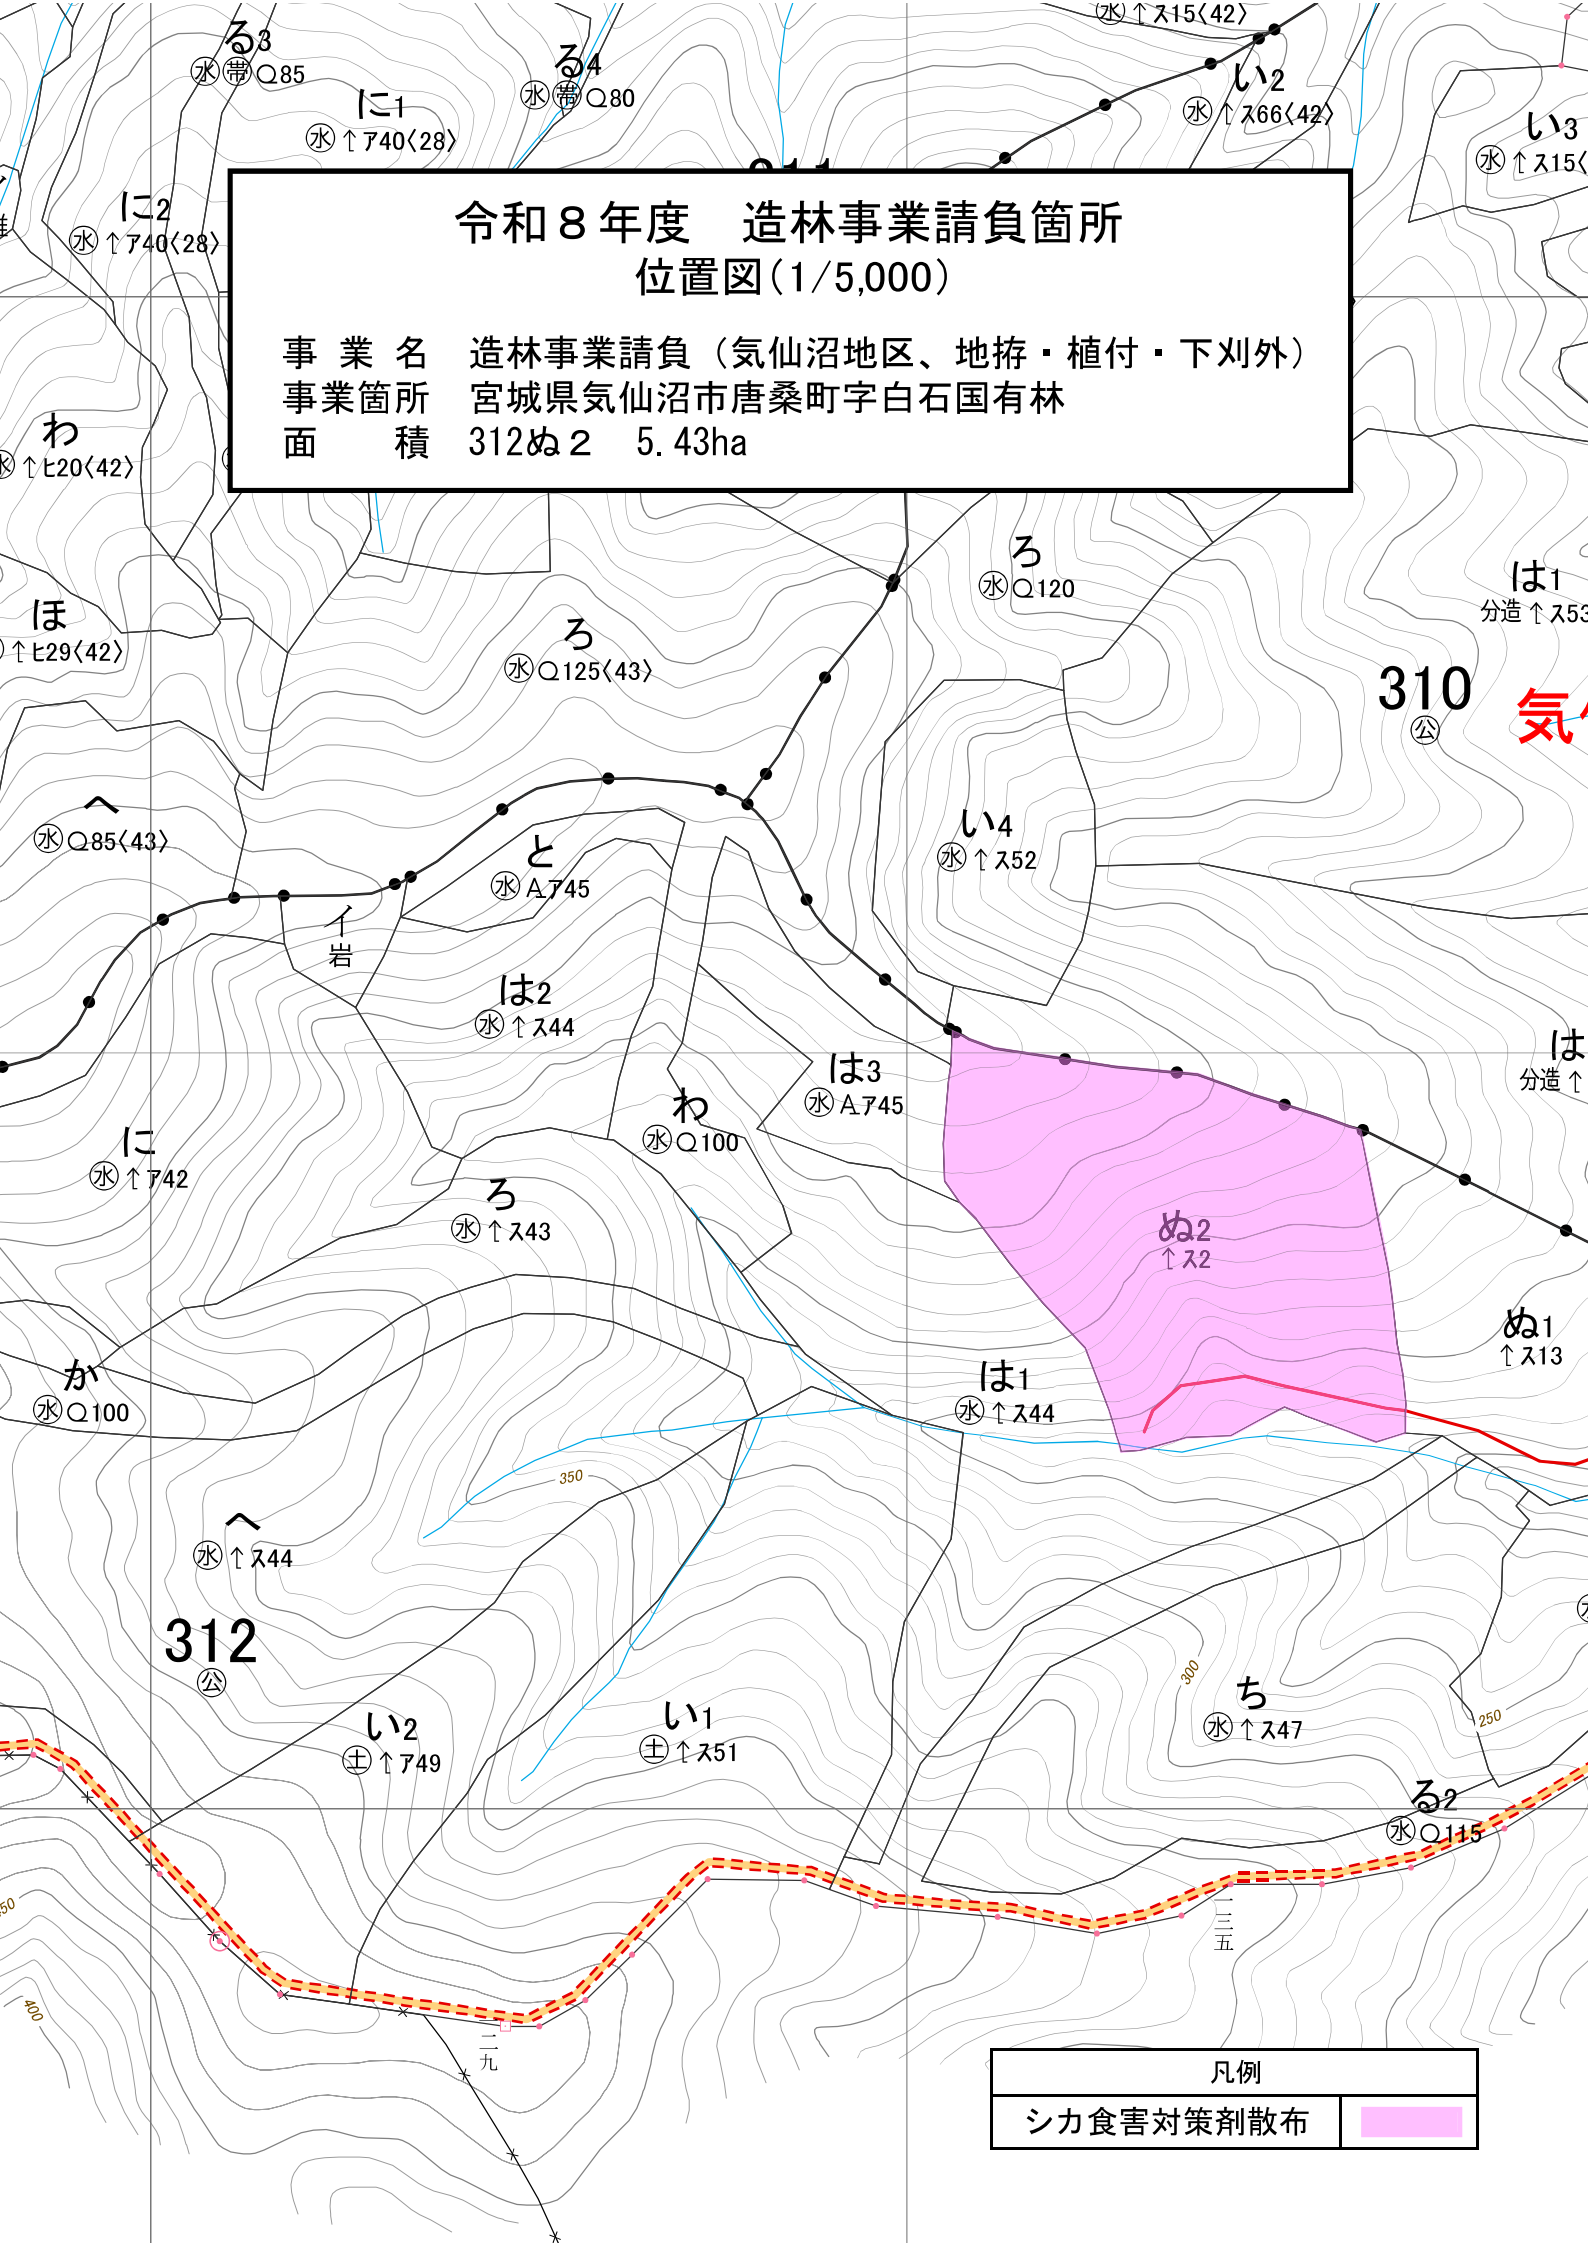 水↑ス15〈42〉
る3
水帯Q85
る4
水帯Q80
に1
水↑ア40〈28〉
い2
水↑ス66〈42〉
い3
水↑ス15〈
に2
水↑ア40〈28〉
令和８年度　造林事業請負箇所
位置図(1/5,000)
事 業 名　造林事業請負（気仙沼地区、地拵・植付・下刈外）
事業箇所　宮城県気仙沼市唐桑町字白石国有林
面　　積　312ぬ２　5.43ha
わ
水↑ヒ20〈42〉
ろ
水Q120
は1
分造↑ス53
ほ
↑ヒ29〈42〉
ろ
水Q125〈43〉
310
公
気
へ
水Q85〈43〉
い4
水↑ス52
と
水Aア45
イ
岩
は2
水↑ス44
は3
水Aア45
は
分造↑
わ
水Q100
に
水↑ア42
ろ
水↑ス43
ぬ2
↑ス2
ぬ1
↑ス13
か
水Q100
は1
水↑ス44
350
へ
水↑ス44
312
公
300
い2
土↑ア49
い1
土↑ス51
ち
水↑ス47
250
る2
水Q115
一三五
400
二九
凡例
シカ食害対策剤散布